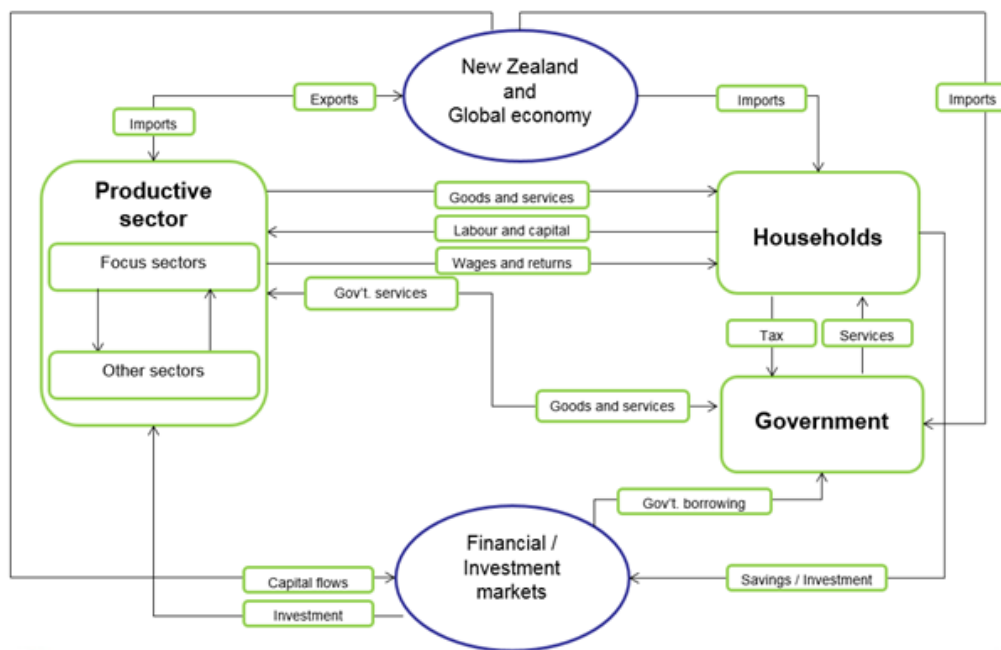 New Zealand
and
Global economy
Exports
Imports
Imports
Imports
Productive
sector
Focus sectors
Other sectors
Goods and services
Labour and capital
Wages and returns
Gov't. services
Households
Tax
Services
Goods and services
Government
Gov't. borrowing
Financial /
Investment
markets
Capital flows
Investment
Savings / Investment